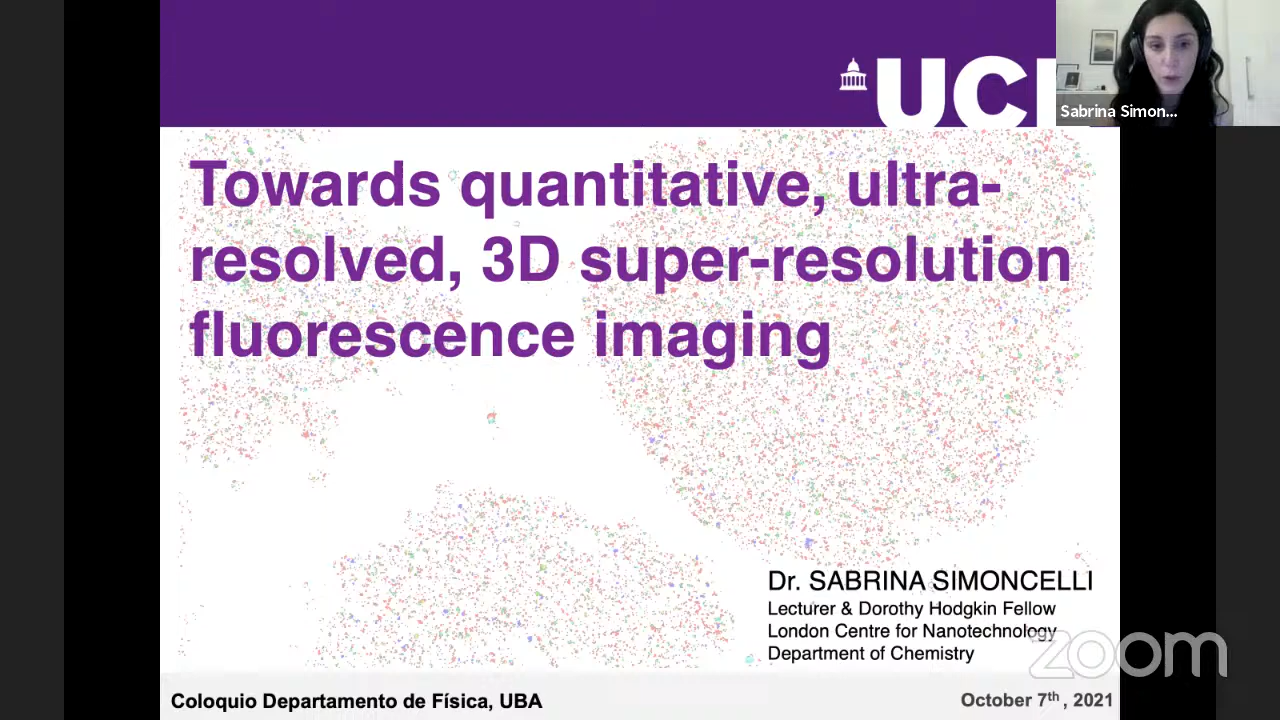 UCL
Sabrina Simon...
Towards quantitative, ultra-
resolved, 3D super-resolution
fluorescence imaging
Dr. SABRINA SIMONCELLI
Lecturer & Dorothy Hodgkin Fellow
London Centre for Nanotechnology
Department of Chemistry
zoom
Coloquio Departamento de Física, UBA
October 7th, 2021